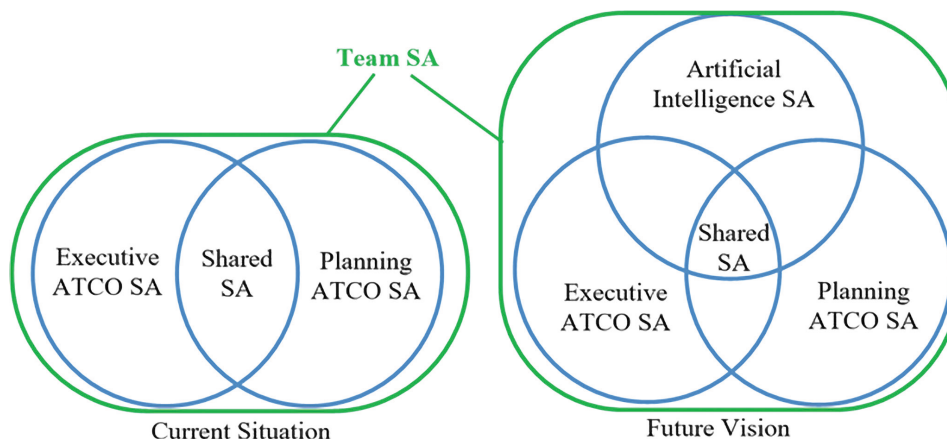 Team SA
Executive
ATCO SA
Shared
SA
Planning
ATCO SA
Current Situation
Artificial
Intelligence SA
Shared
SA
Executive
ATCO SA
Planning
ATCO SA
Future Vision